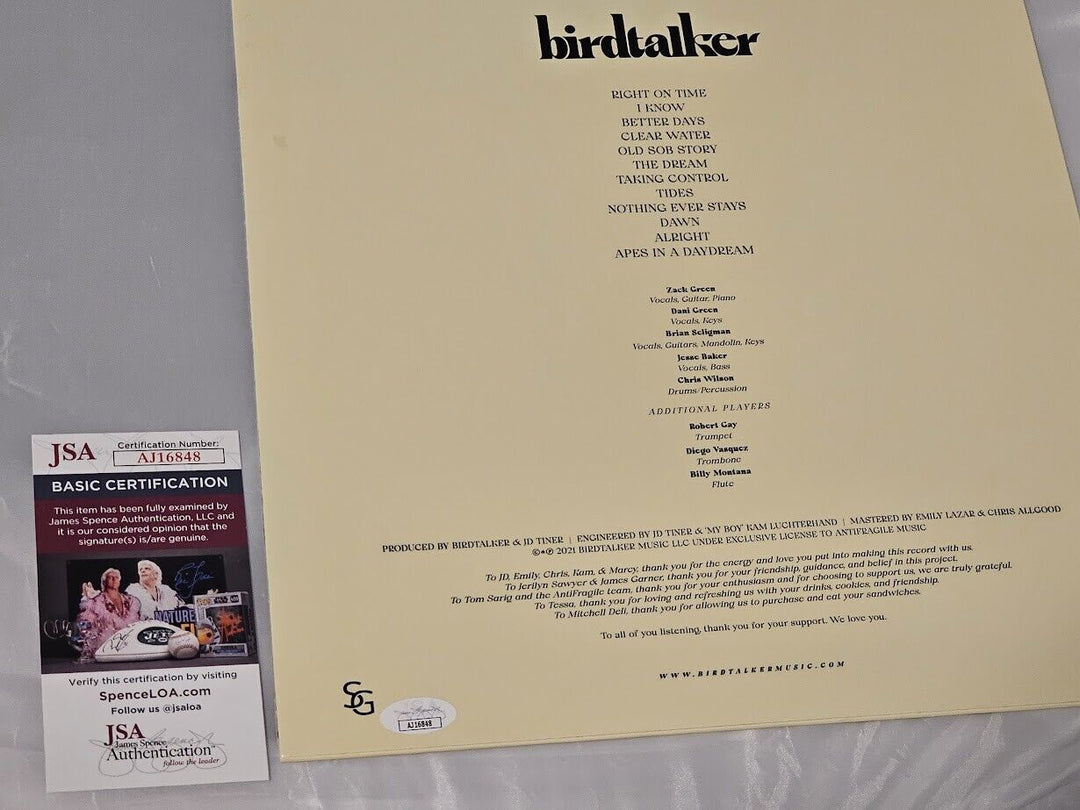 birdtalker
RIGHT ON TIME
I KNOW
BETTER DAYS
CLEAR WATER
OLD SOB STORY
THE DREAM
TAKING CONTROL
TIDES
NOTHING EVER STAYS
DAWN
ALRIGHT
APES IN A DAYDREAM
Zack Green
Vocals, Guitar, Piano
Dani Green
Vocals, Keys
Brian Seligman
Vocals, Guitars, Mandolin, Keys
Jesse Baker
Vocals, Bass
Chris Wilson
Drums/Percussion
ADDITIONAL PLAYERS
Robert Gay
Trumpet
Diego Vasquez
Trombone
Billy Montana
Flute
PRODUCED BY BIRDTALKER & JD TINER | ENGINEERED BY JD TINER & 'MY BOY' KAM LUCHTERHAND | MASTERED BY EMILY LAZAR & CHRIS ALLGOOD
©+℗ 2021 BIRDTALKER MUSIC LLC UNDER EXCLUSIVE LICENSE TO ANTIFRAGILE MUSIC
To JD, Emily, Chris, Kam, & Marcy, thank you for the energy and love you put into making this record with us.
To Jerilyn Sawyer & James Garner, thank you for your friendship, guidance, and belief in this project.
To Tom Sarig and the AntiFragile team, thank you for your enthusiasm and for choosing to support us, we are truly grateful.
To Tessa, thank you for loving and refreshing us with your drinks, cookies, and friendship.
To Mitchell Deli, thank you for allowing us to purchase and eat your sandwiches.
To all of you listening, thank you for your support. We love you.
WWW.BIRDTALKERMUSIC.COM
SG
AJ16848
JSA
Certification Number:
AJ16848
BASIC CERTIFICATION
This item has been fully examined by
James Spence Authentication, LLC and
it is our considered opinion that the
signature(s) is/are genuine.
NATURE
JETS
Verify this certification by visiting
SpenceLOA.com
Follow us @jsaloa
JSA
James Spence
Authentication
follow the leader